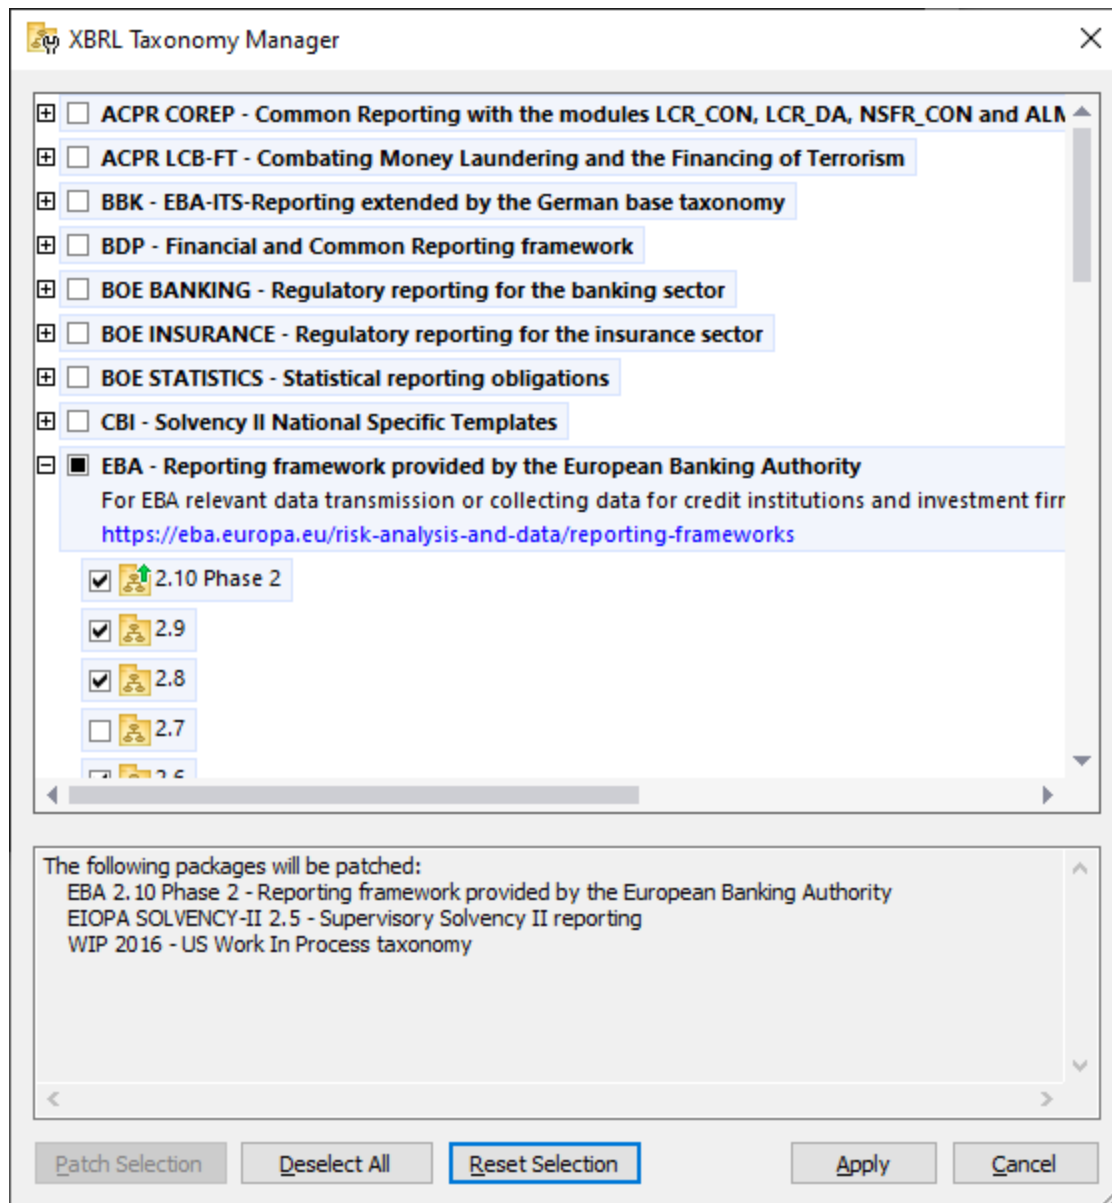 XBRL Taxonomy Manager
ACPR COREP - Common Reporting with the modules LCR_CON, LCR_DA, NSFR_CON and
ACPR LCB-FT - Combating Money Laundering and the Financing of Terrorism
BBK - EBA-ITS-Reporting extended by the German base taxonomy
BDP - Financial and Common Reporting framework
BOE BANKING - Regulatory reporting for the banking sector
BOE INSURANCE - Regulatory reporting for the insurance sector
BOE STATISTICS - Statistical reporting obligations
CBI - Solvency II National Specific Templates
EBA - Reporting framework provided by the European Banking Authority
For EBA relevant data transmission or collecting data for credit institutions and investment
https://eba.europa.eu/risk-analysis-and-data/reporting-frameworks
2.10 Phase 2
2.9
2.8
2.7
The following packages will be patched:
EBA 2.10 Phase 2 - Reporting framework provided by the European Banking Authority
EIOPA SOLVENCY-II 2.5 - Supervisory Solvency II reporting
WIP 2016 - US Work In Process taxonomy
Patch Selection
Deselect All
Reset Selection
Apply
Cancel